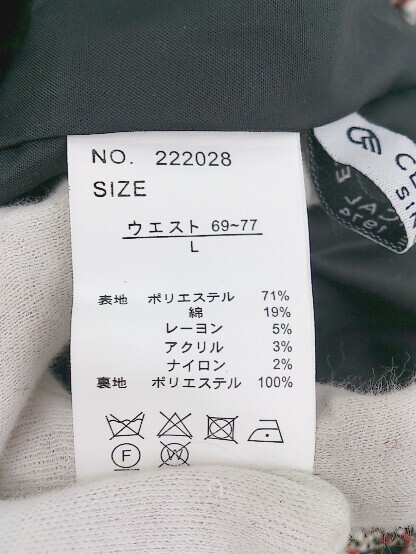 NO. 222028
SIZE
ウエスト 69~77
L
表地 ポリエステル 71%
綿 19%
レーヨン 5%
アクリル 3%
ナイロン 2%
裏地 ポリエステル 100%
F
W